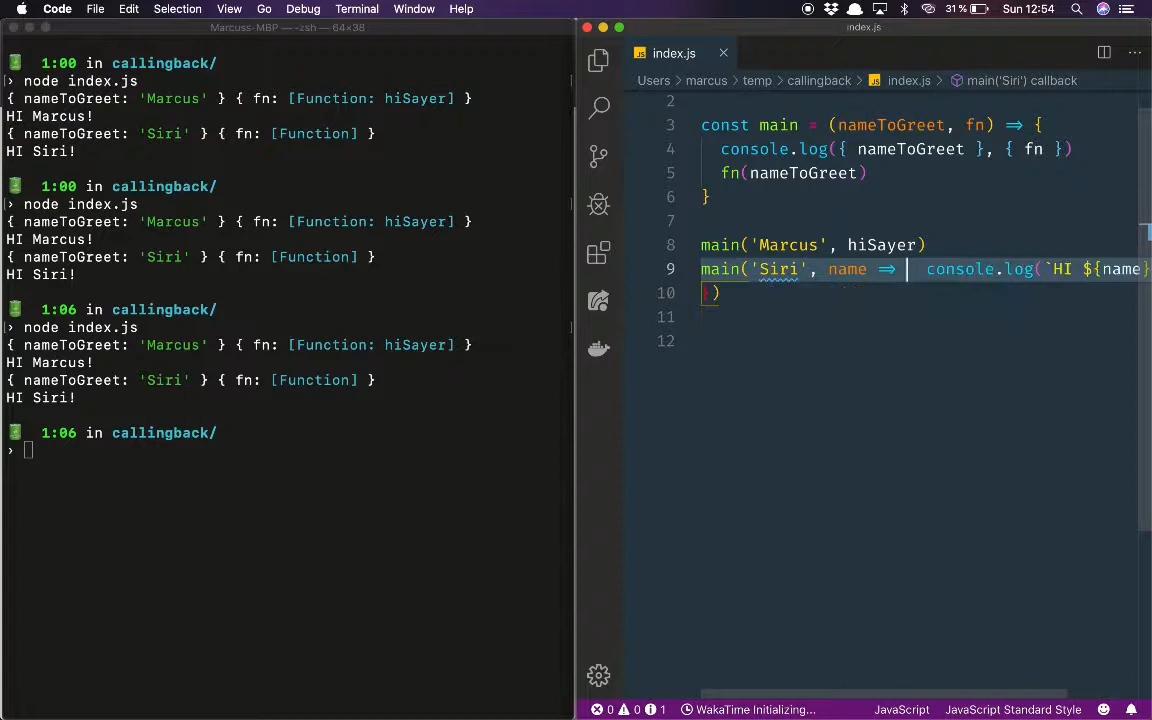 Code File Edit Selection View Go Debug Terminal Window Help 31% Sun 12:54
Marcuss-MBP — -zsh — 64×38
1:00 in callingback/
› node index.js
{ nameToGreet: 'Marcus' } { fn: [Function: hiSayer] }
HI Marcus!
{ nameToGreet: 'Siri' } { fn: [Function] }
HI Siri!
1:00 in callingback/
› node index.js
{ nameToGreet: 'Marcus' } { fn: [Function: hiSayer] }
HI Marcus!
{ nameToGreet: 'Siri' } { fn: [Function] }
HI Siri!
1:06 in callingback/
› node index.js
{ nameToGreet: 'Marcus' } { fn: [Function: hiSayer] }
HI Marcus!
{ nameToGreet: 'Siri' } { fn: [Function] }
HI Siri!
1:06 in callingback/
›
index.js
JS index.js
Users › marcus › temp › callingback › JS index.js › main('Siri') callback
2
3 const main = (nameToGreet, fn) => {
4 console.log({ nameToGreet }, { fn })
5 fn(nameToGreet)
6 }
7
8 main('Marcus', hiSayer)
9 main('Siri', name => console.log(`HI ${name}
10 })
11
12
0 0 1 WakaTime Initializing... JavaScript JavaScript Standard Style